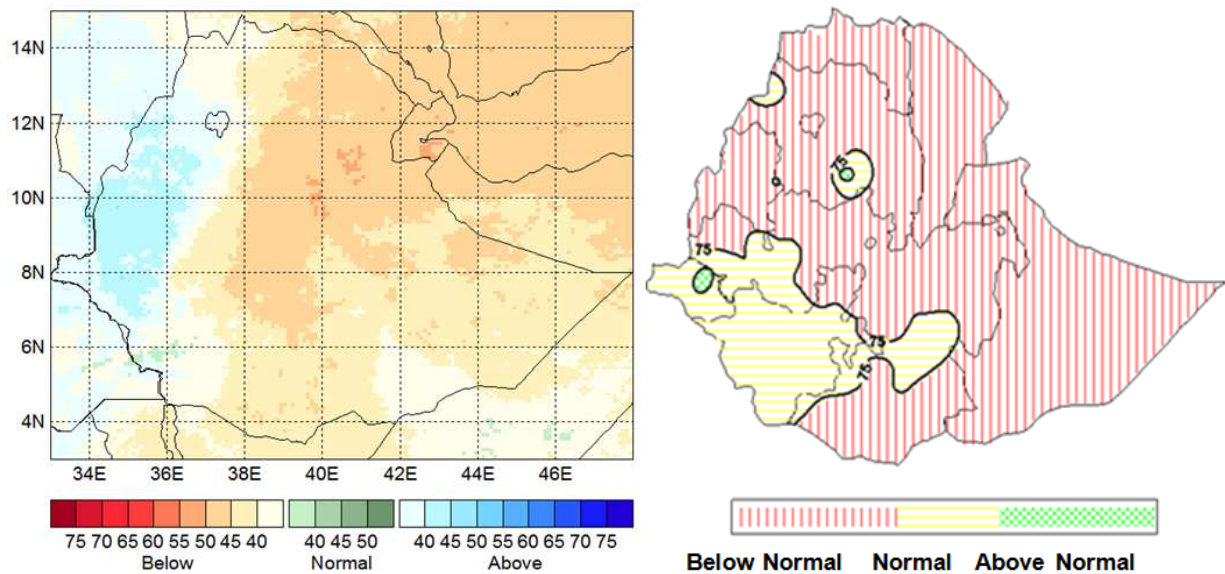 14N
12N
10N
8N
6N
4N
34E 36E 38E 40E 42E 44E 46E
75 70 65 60 55 50 45 40 40 45 50 40 45 50 55 60 65 70 75
Below Normal Above
75
75
75
75
Below Normal Normal Above Normal